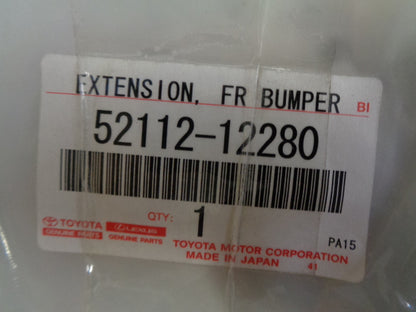 EXTENSION, FR BUMPER BI
52112-12280
QTY: 1
TOYOTA LEXUS
GENUINE PARTS GENUINE PARTS
TOYOTA MOTOR CORPORATION PA15
MADE IN JAPAN 41